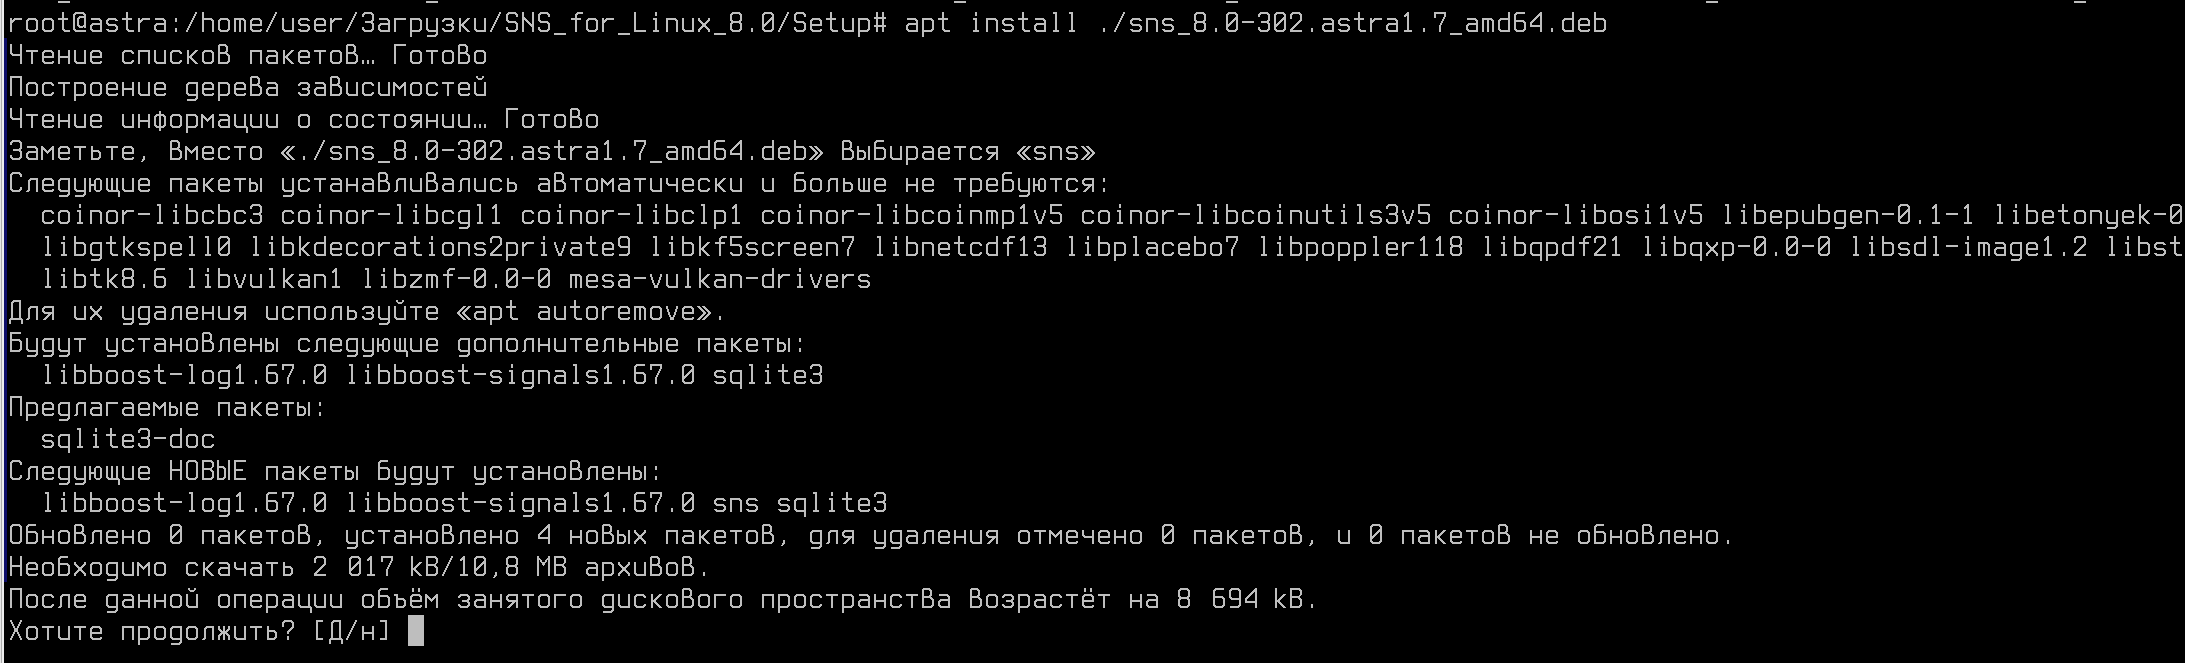 root@astra:/home/user/Загрузки/SNS_for_Linux_8.0/Setup# apt install ./sns_8.0-302.astra1.7_amd64.deb
Чтение списков пакетов… Готово
Построение дерева зависимостей
Чтение информации о состоянии… Готово
Заметьте, вместо «./sns_8.0-302.astra1.7_amd64.deb» выбирается «sns»
Следующие пакеты устанавливались автоматически и больше не требуются:
coinor-libcbc3 coinor-libcgl1 coinor-libclp1 coinor-libcoinmp1v5 coinor-libcoinutils3v5 coinor-libosi1v5 libepubgen-0.1-1 libetonyek-0
libgtkspell0 libkdecorations2private9 libkf5screen7 libnetcdf13 libplacebo7 libpoppler118 libqpdf21 libqxp-0.0-0 libsdl-image1.2 libst
libtk8.6 libvulkan1 libzmf-0.0-0 mesa-vulkan-drivers
Для их удаления используйте «apt autoremove».
Будут установлены следующие дополнительные пакеты:
libboost-log1.67.0 libboost-signals1.67.0 sqlite3
Предлагаемые пакеты:
sqlite3-doc
Следующие НОВЫЕ пакеты будут установлены:
libboost-log1.67.0 libboost-signals1.67.0 sns sqlite3
Обновлено 0 пакетов, установлено 4 новых пакетов, для удаления отмечено 0 пакетов, и 0 пакетов не обновлено.
Необходимо скачать 2 017 kB/10,8 MB архивов.
После данной операции объём занятого дискового пространства возрастёт на 8 694 kB.
Хотите продолжить? [Д/н]